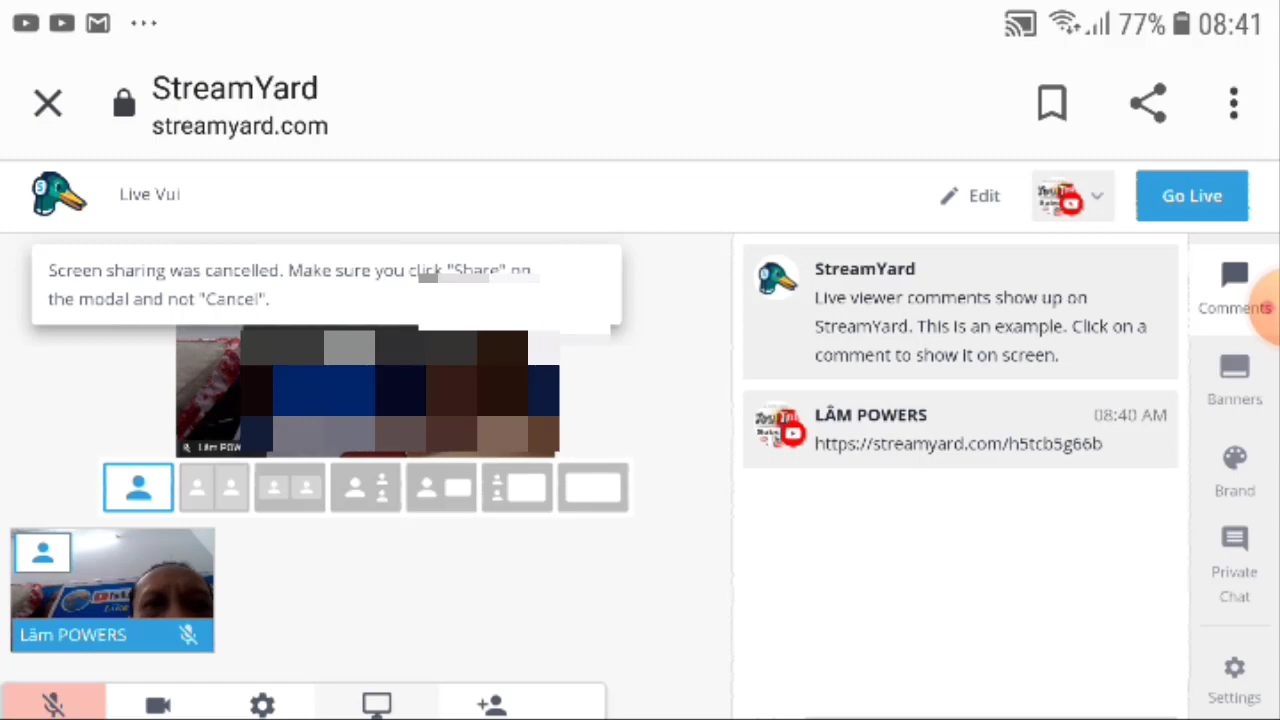 77% 08:41
StreamYard
streamyard.com
Live Vui
Edit
Go Live
Screen sharing was cancelled. Make sure you click "Share" on
the modal and not "Cancel".
StreamYard
Live viewer comments show up on
StreamYard. This is an example. Click on a
comment to show it on screen.
LÂM POWERS
08:40 AM
https://streamyard.com/h5tcb5g66b
Comments
Banners
Brand
Private
Chat
Settings
Lâm POWERS